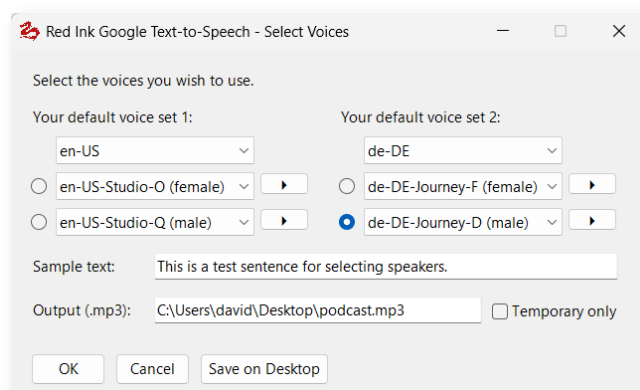 Red Ink Google Text-to-Speech - Select Voices
Select the voices you wish to use.
Your default voice set 1: Your default voice set 2:
en-US de-DE
en-US-Studio-O (female) de-DE-Journey-F (female)
en-US-Studio-Q (male) de-DE-Journey-D (male)
Sample text: This is a test sentence for selecting speakers.
Output (.mp3): C:\Users\david\Desktop\podcast.mp3 Temporary only
OK Cancel Save on Desktop